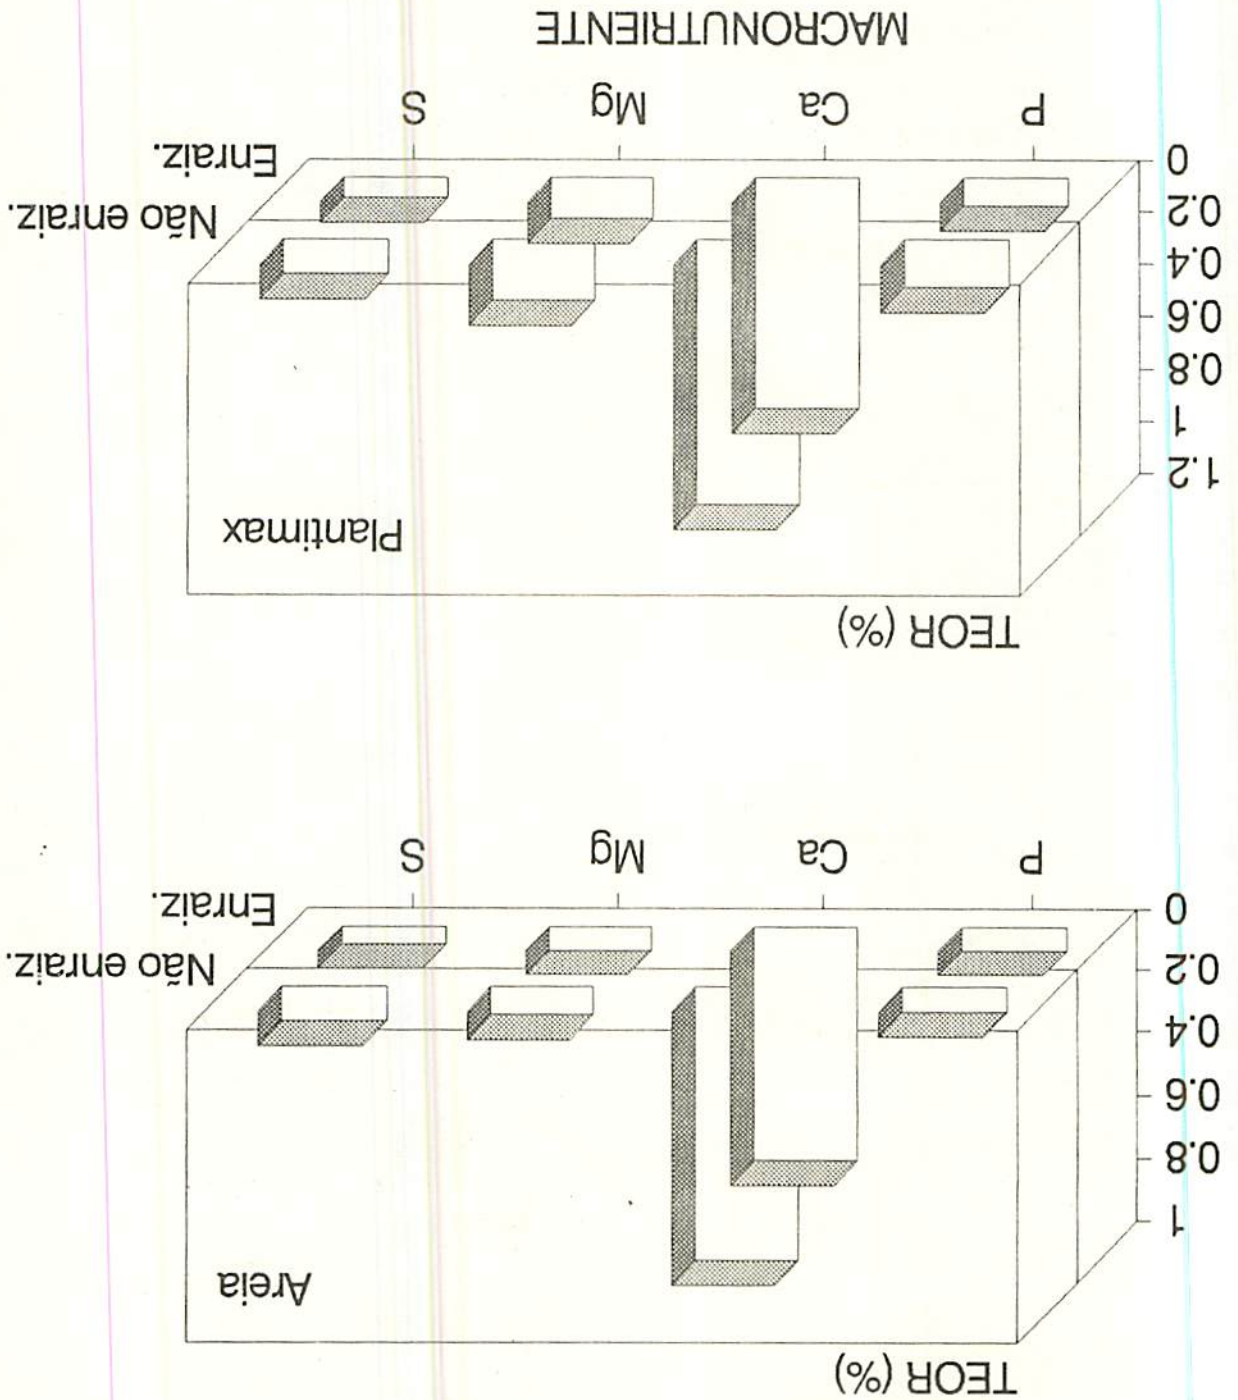 TEOR (%)
Areia
1
0.8
0.6
0.4
0.2
0
Não enraiz.
Enraiz.
P Ca Mg S
TEOR (%)
Plantimax
1.2
1
0.8
0.6
0.4
0.2
0
Não enraiz.
Enraiz.
P Ca Mg S
MACRONUTRIENTE